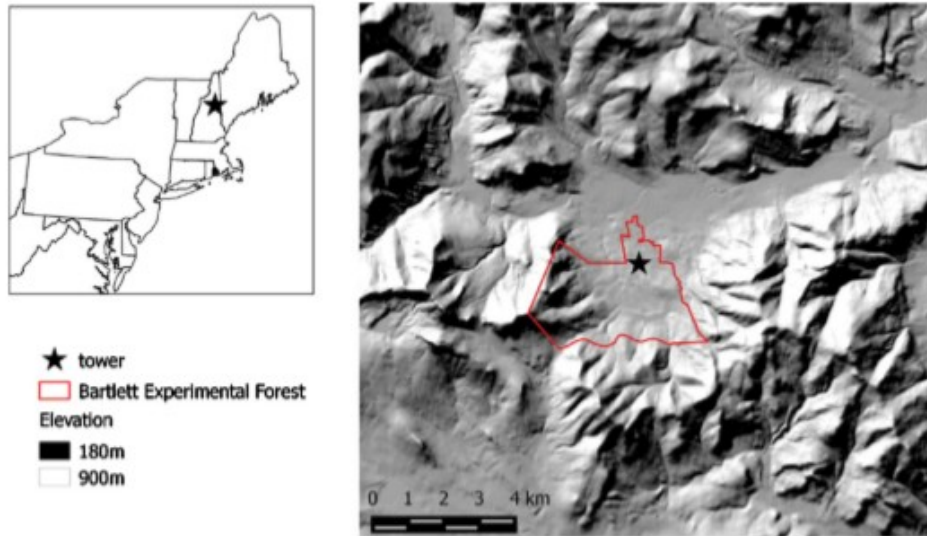 tower
Bartlett Experimental Forest
Elevation
180m
900m
0 1 2 3 4 km